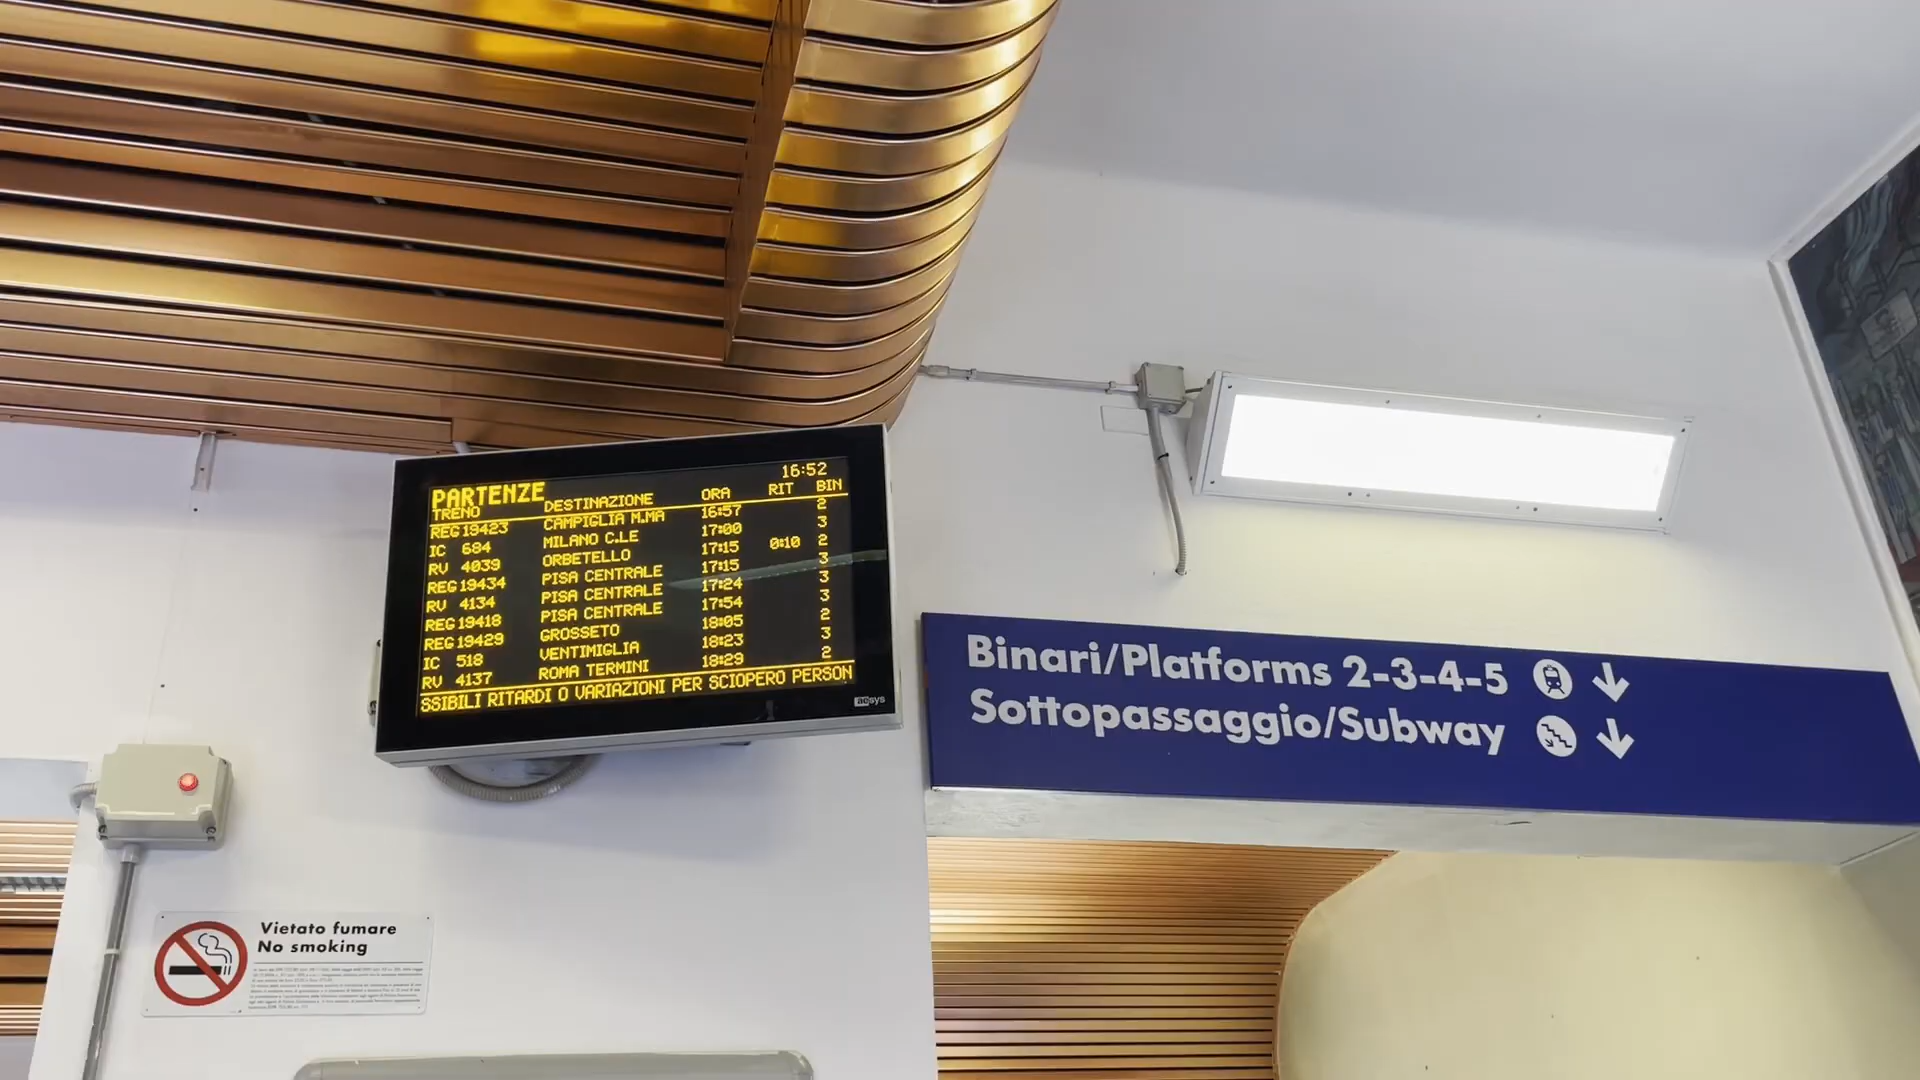 16:52
PARTENZE
TRENO DESTINAZIONE ORA RIT BIN
REG 19423 CAMPIGLIA M.MA 16:57 2
IC 684 MILANO C.LE 17:00 3
RV 4039 ORBETELLO 17:15 0:10 2
REG 19434 PISA CENTRALE 17:15 3
RV 4134 PISA CENTRALE 17:24 3
REG 19418 PISA CENTRALE 17:54 3
REG 19429 GROSSETO 18:05 2
IC 518 VENTIMIGLIA 18:23 3
RV 4137 ROMA TERMINI 18:29 2
SSIBILI RITARDI O VARIAZIONI PER SCIOPERO PERSON
aesys
Binari/Platforms 2-3-4-5
Sottopassaggio/Subway
Vietato fumare
No smoking